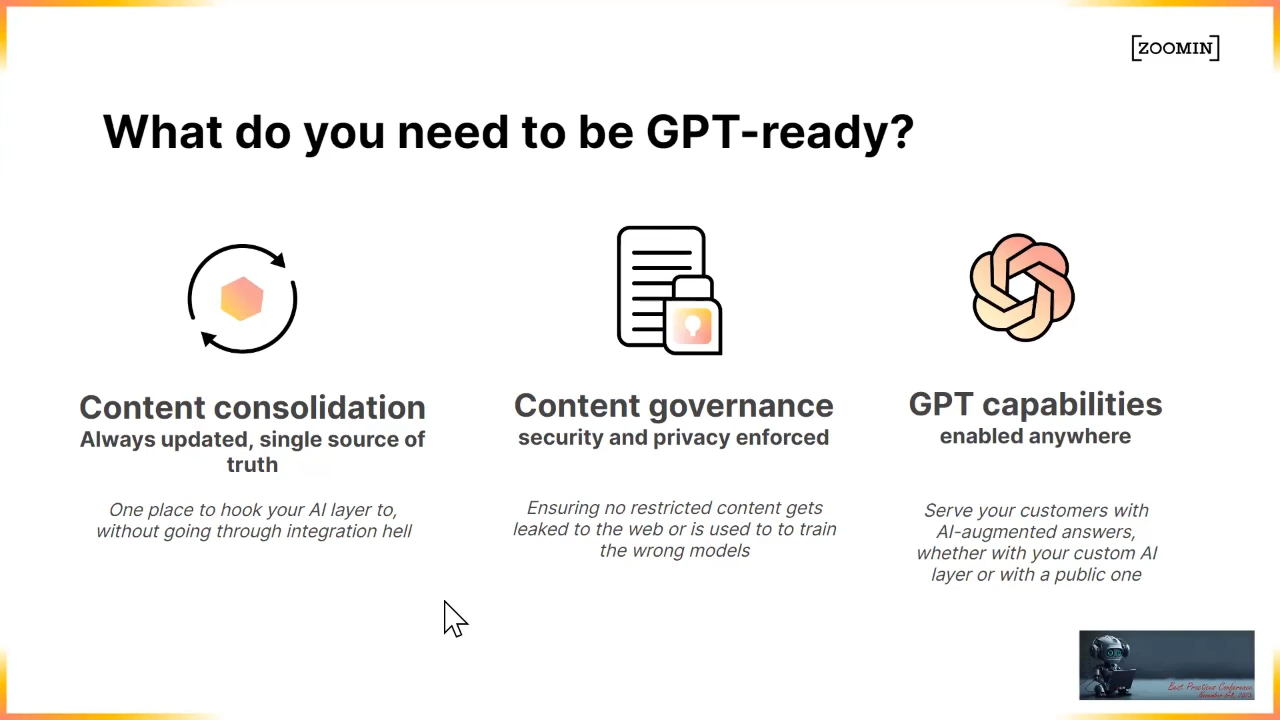 [ZOOMIN]
What do you need to be GPT-ready?
Content consolidation
Always updated, single source of
truth
One place to hook your AI layer to,
without going through integration hell
Content governance
security and privacy enforced
Ensuring no restricted content gets
leaked to the web or is used to to train
the wrong models
GPT capabilities
enabled anywhere
Serve your customers with
AI-augmented answers,
whether with your custom AI
layer or with a public one
Best Practices Conference